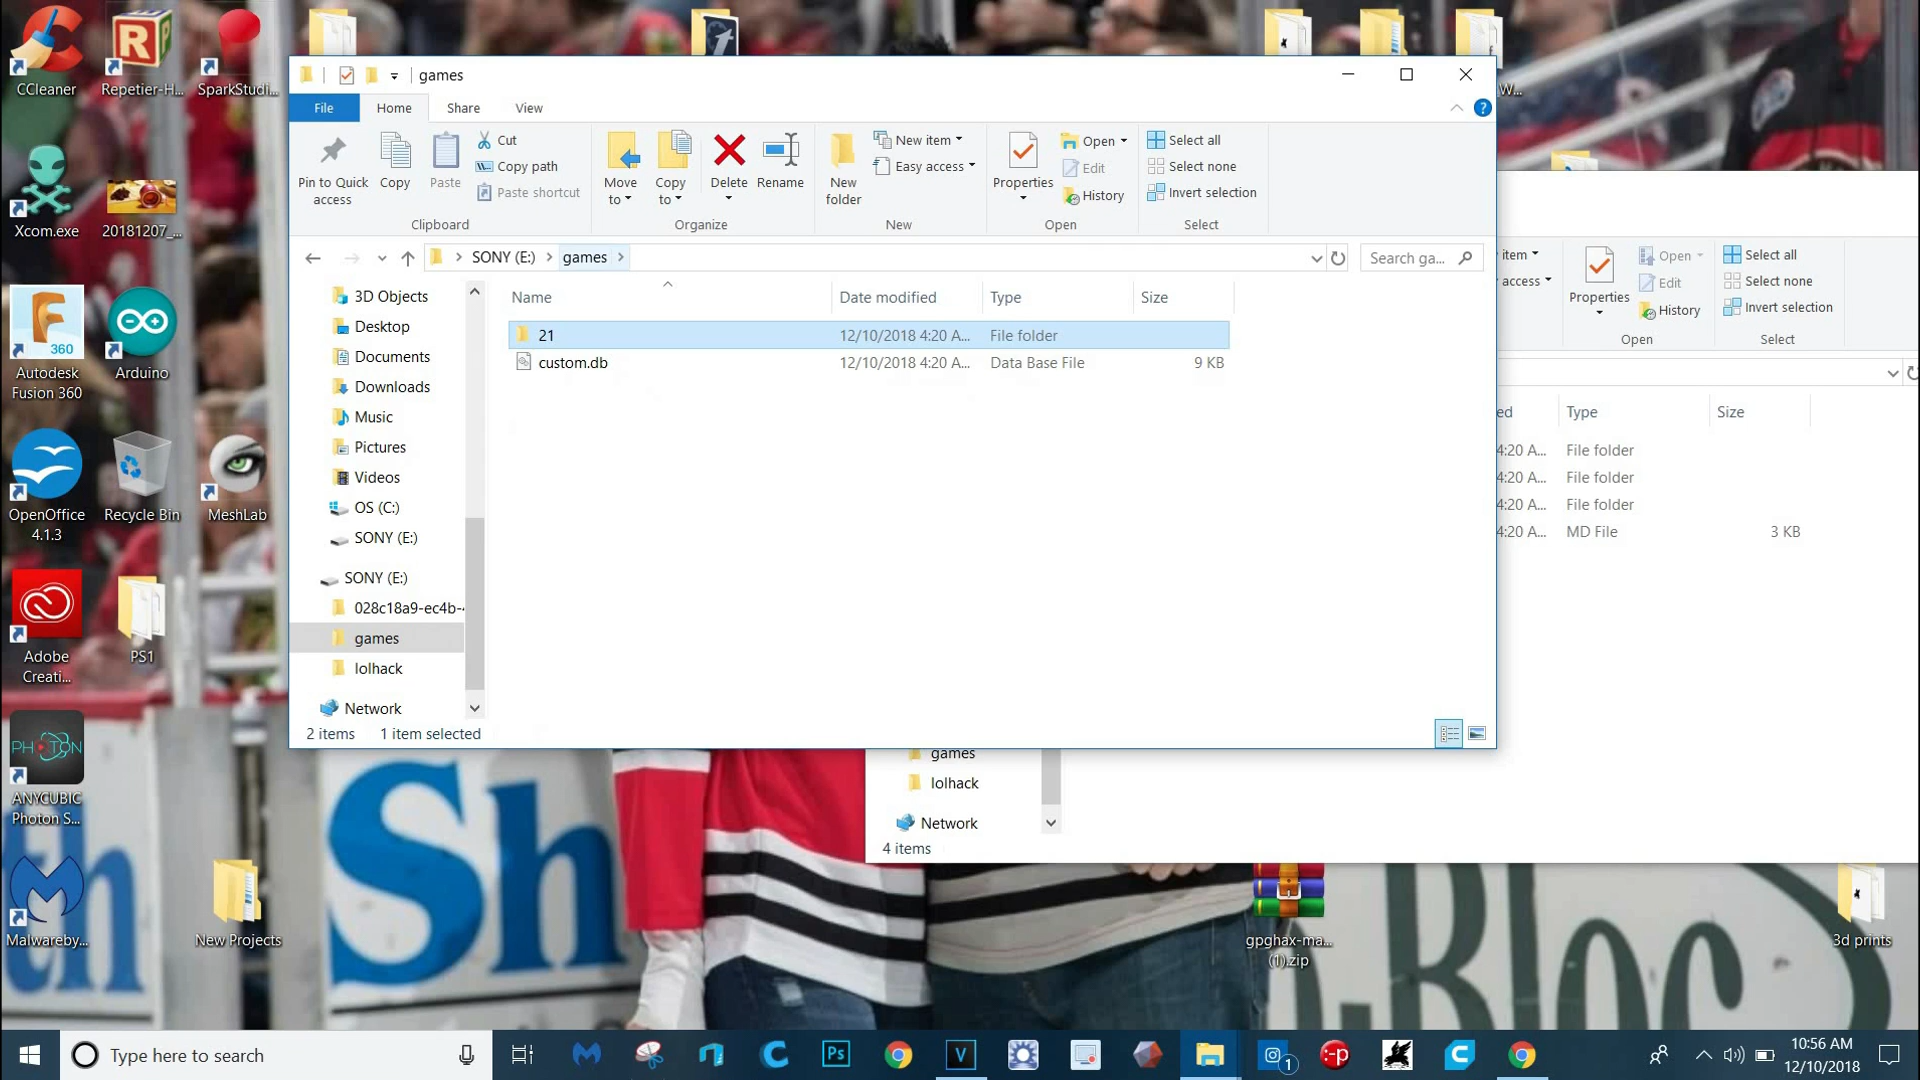 CCleaner
Repetier-H...
SparkStudi...
W...
games
File
Home
Share
View
Pin to Quick access
Copy
Paste
Cut
Copy path
Paste shortcut
Clipboard
Move to
Copy to
Delete
Rename
Organize
New folder
New item
Easy access
New
Properties
Open
Edit
History
Open
Select all
Select none
Invert selection
Select
SONY (E:)
games
Search ga...
Name
Date modified
Type
Size
21
12/10/2018 4:20 A...
File folder
custom.db
12/10/2018 4:20 A...
Data Base File
9 KB
3D Objects
Desktop
Documents
Downloads
Music
Pictures
Videos
OS (C:)
SONY (E:)
SONY (E:)
028c18a9-ec4b-
games
lolhack
Network
2 items
1 item selected
item
access
Properties
Open
Edit
History
Open
Select all
Select none
Invert selection
Select
ed
Type
Size
4:20 A...
File folder
4:20 A...
File folder
4:20 A...
File folder
4:20 A...
MD File
3 KB
games
lolhack
Network
4 items
Xcom.exe
20181207_...
360
Autodesk
Fusion 360
Arduino
OpenOffice
4.1.3
Recycle Bin
MeshLab
Adobe
Creati...
PS1
PHOTON
ANYCUBIC
Photon S...
Malwareby...
New Projects
th
Sh
Bloc
gpghax-ma...
(1).zip
3d prints
Type here to search
Ps
V
1
:-p
10:56 AM
12/10/2018